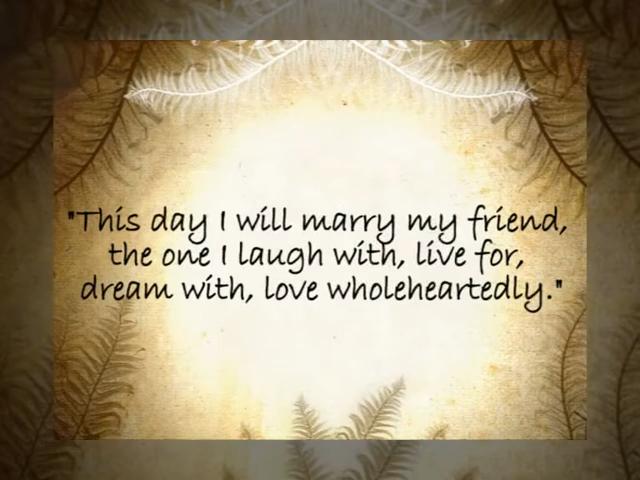 "This day I will marry my friend,
the one I laugh with, live for,
dream with, love wholeheartedly."